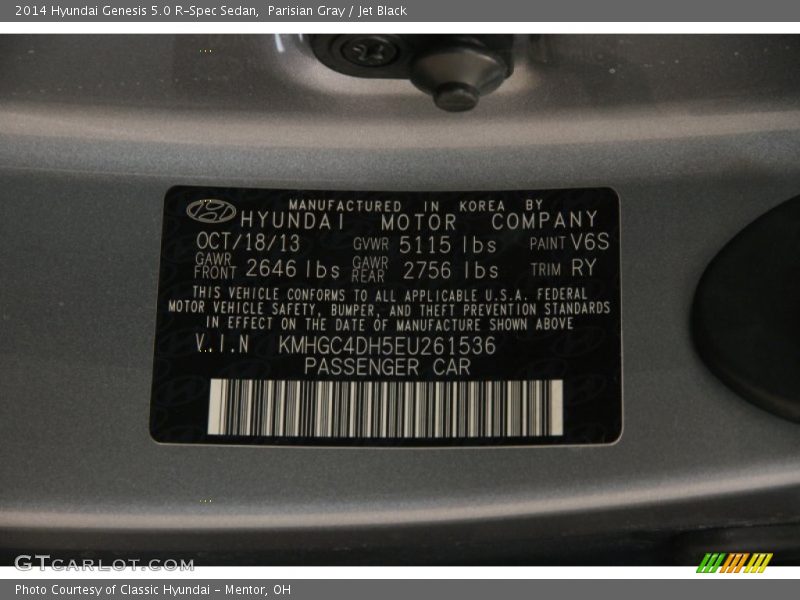 2014 Hyundai Genesis 5.0 R-Spec Sedan,  Parisian Gray / Jet Black
MANUFACTURED IN KOREA BY
HYUNDAI MOTOR COMPANY
OCT/18/13 GVWR 5115 lbs PAINT V6S
GAWR FRONT 2646 lbs GAWR REAR 2756 lbs TRIM RY
THIS VEHICLE CONFORMS TO ALL APPLICABLE U.S.A. FEDERAL
MOTOR VEHICLE SAFETY, BUMPER, AND THEFT PREVENTION STANDARDS
IN EFFECT ON THE DATE OF MANUFACTURE SHOWN ABOVE
V.I.N KMHGC4DH5EU261536
PASSENGER CAR
GTCARLOT.COM
Photo Courtesy of Classic Hyundai - Mentor, OH